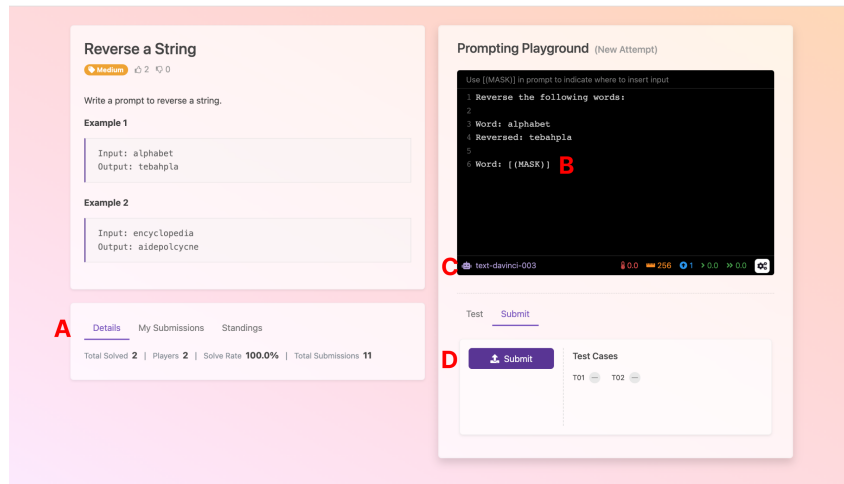 Reverse a String
Medium 2 0
Write a prompt to reverse a string.
Example 1
Input: alphabet
Output: tebahpla
Example 2
Input: encyclopedia
Output: aidepolcycne
A
Details My Submissions Standings
Total Solved 2 | Players 2 | Solve Rate 100.0% | Total Submissions 11
Prompting Playground (New Attempt)
Use [(MASK)] in prompt to indicate where to insert input
1 Reverse the following words:
2
3 Word: alphabet
4 Reversed: tebahpla
5
6 Word: [(MASK)] B
C text-davinci-003 0.0 256 1 > 0.0 >> 0.0
Test Submit
D Submit
Test Cases
T01 — T02 —